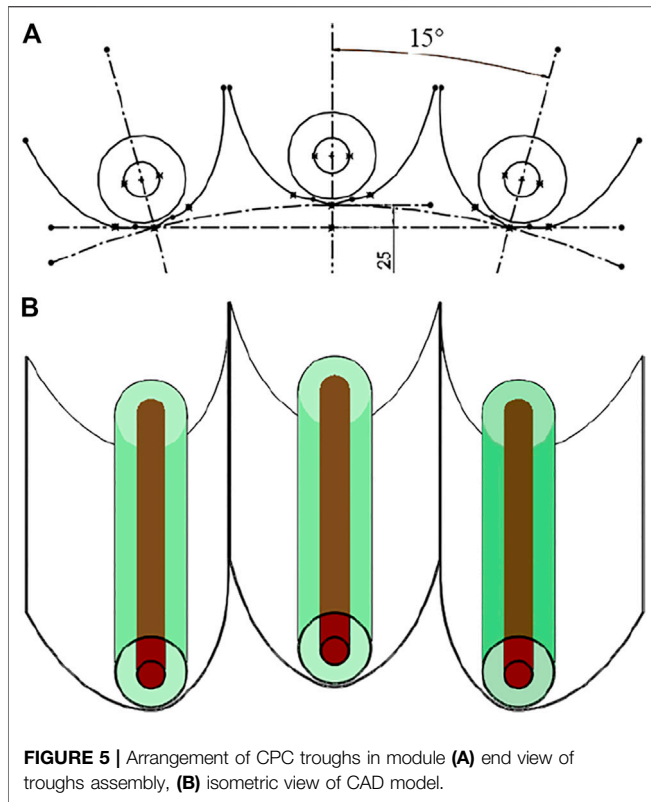 A
15°
25
B
FIGURE 5 | Arrangement of CPC troughs in module (A) end view of
troughs assembly, (B) isometric view of CAD model.